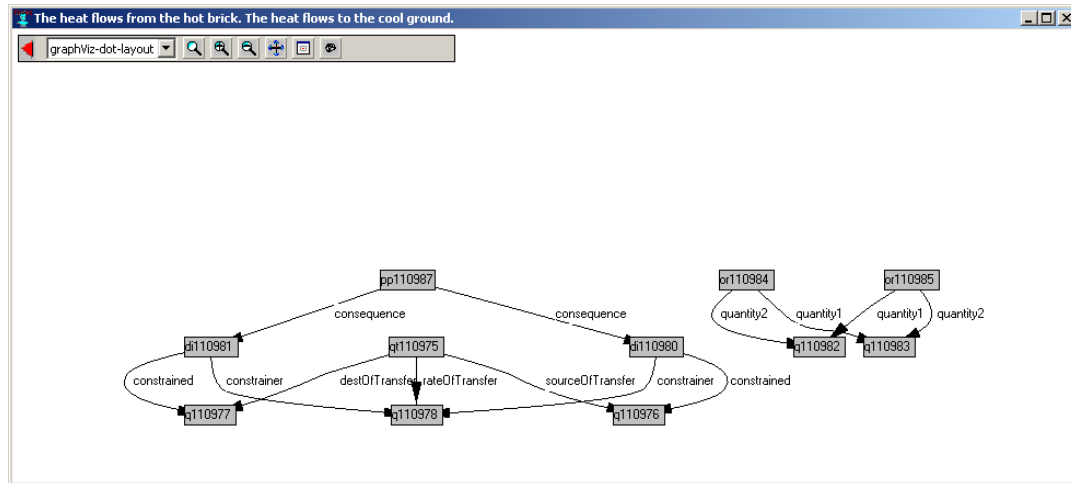 The heat flows from the hot brick. The heat flows to the cool ground.
graphViz-dot-layout
pp110987
or110984
or110985
consequence
consequence
quantity2
quantity1
quantity1
quantity2
di110981
qt110975
di110980
q110982
q110983
constrained
constrainer
destOfTransfer
rateOfTransfer
sourceOfTransfer
constrainer
constrained
q110977
q110978
q110976